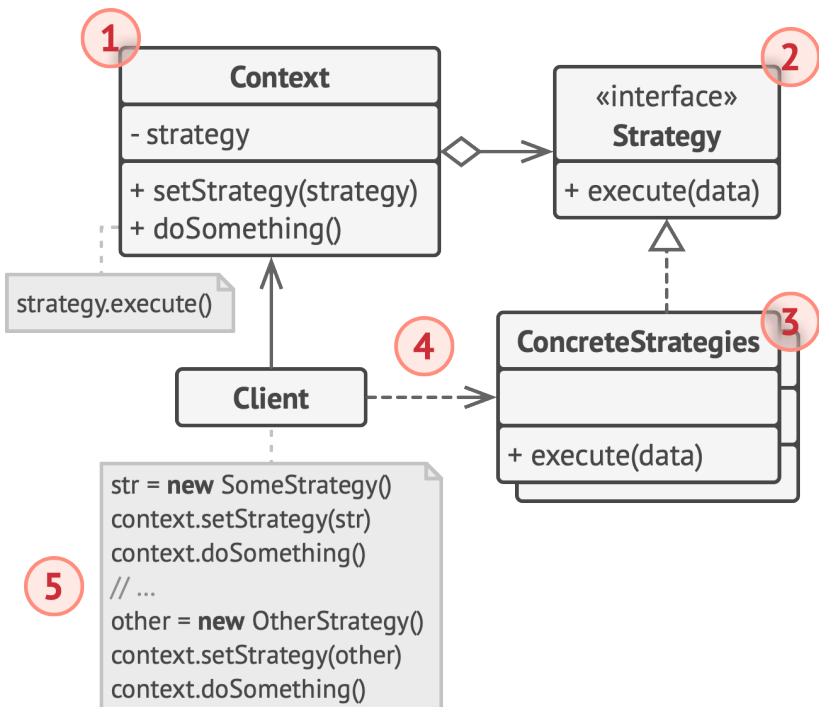 1
Context
- strategy
+ setStrategy(strategy)
+ doSomething()
strategy.execute()
2
«interface»
Strategy
+ execute(data)
3
ConcreteStrategies
+ execute(data)
4
Client
5
str = new SomeStrategy()
context.setStrategy(str)
context.doSomething()
// ...
other = new OtherStrategy()
context.setStrategy(other)
context.doSomething()